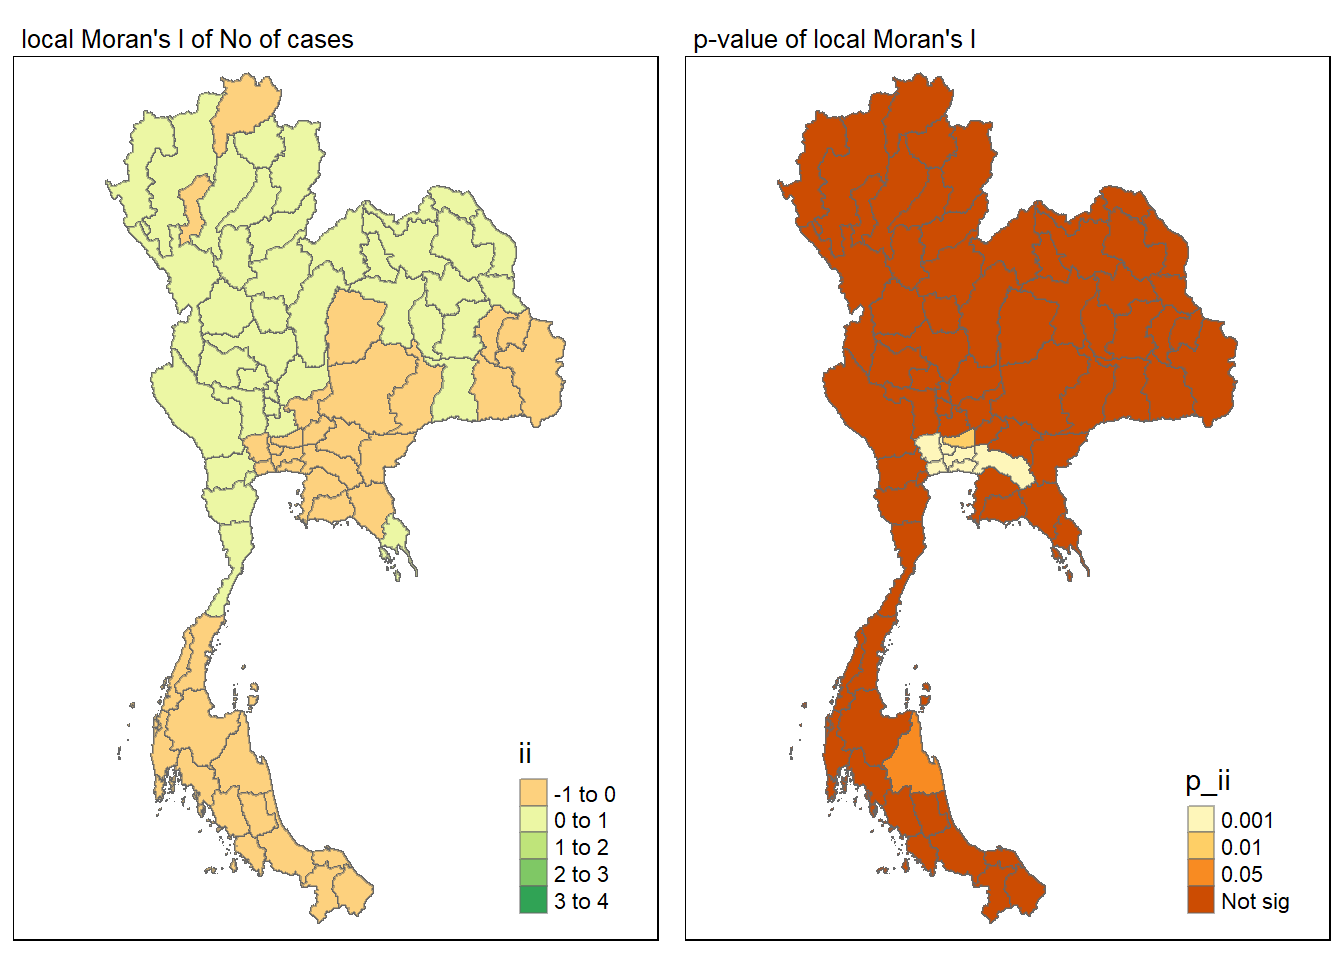 local Moran's I of No of cases
p-value of local Moran's I
ii
-1 to 0
0 to 1
1 to 2
2 to 3
3 to 4
p_ii
0.001
0.01
0.05
Not sig